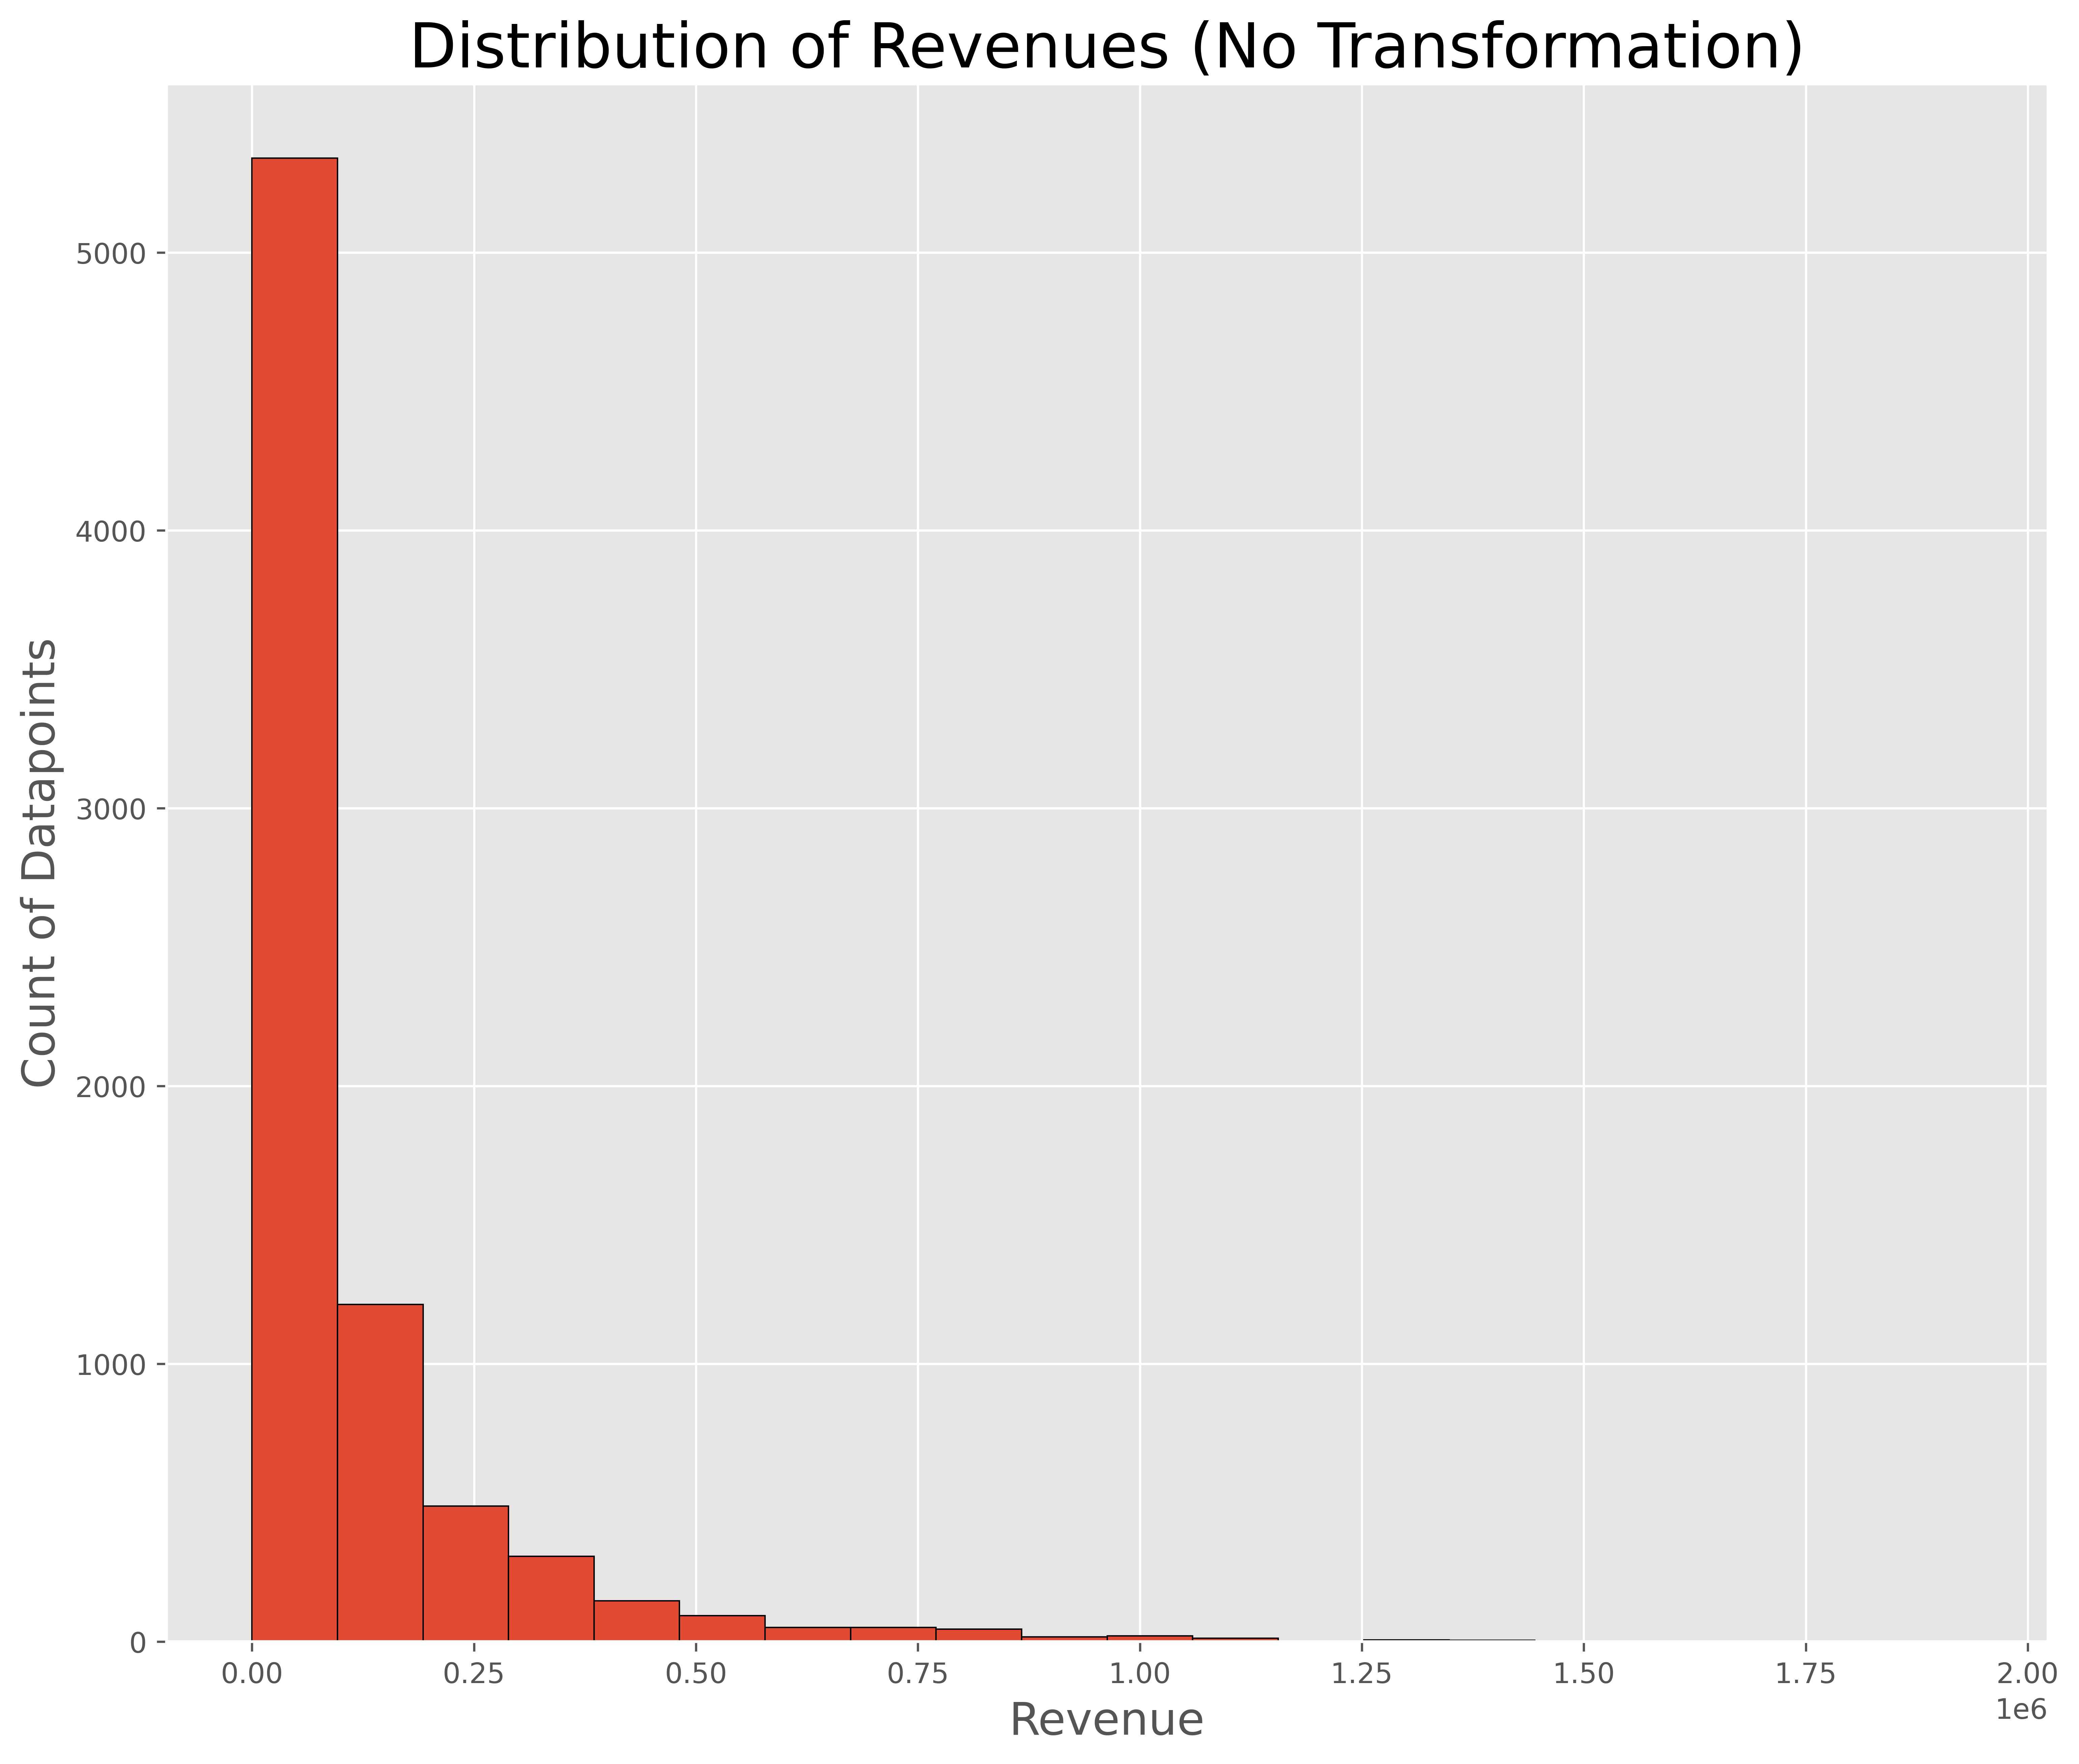 Distribution of Revenues (No Transformation)
Count of Datapoints
5000
4000
3000
2000
1000
0
0.00 0.25 0.50 0.75 1.00 1.25 1.50 1.75 2.00
1e6
Revenue